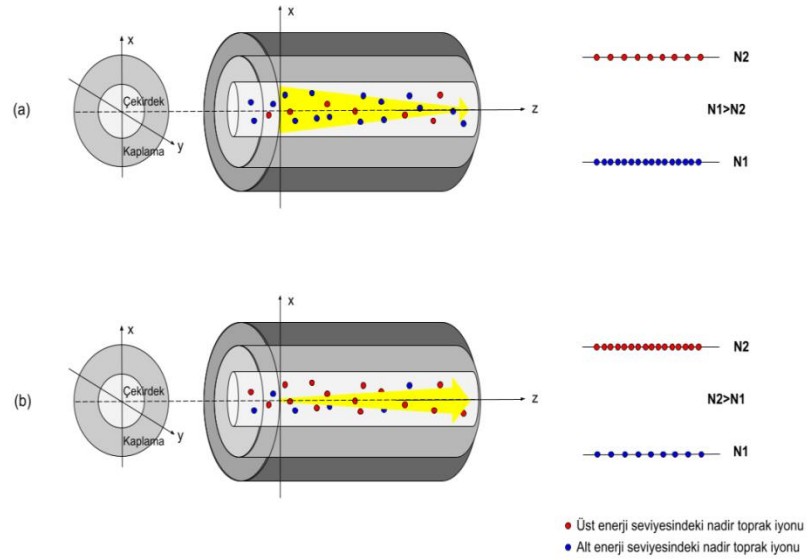 x
Çekirdek
Kaplama
y
(a)
x
z
N2
N1>N2
N1
x
Çekirdek
Kaplama
y
(b)
x
z
N2
N2>N1
N1
Üst enerji seviyesindeki nadir toprak iyonu
Alt enerji seviyesindeki nadir toprak iyonu